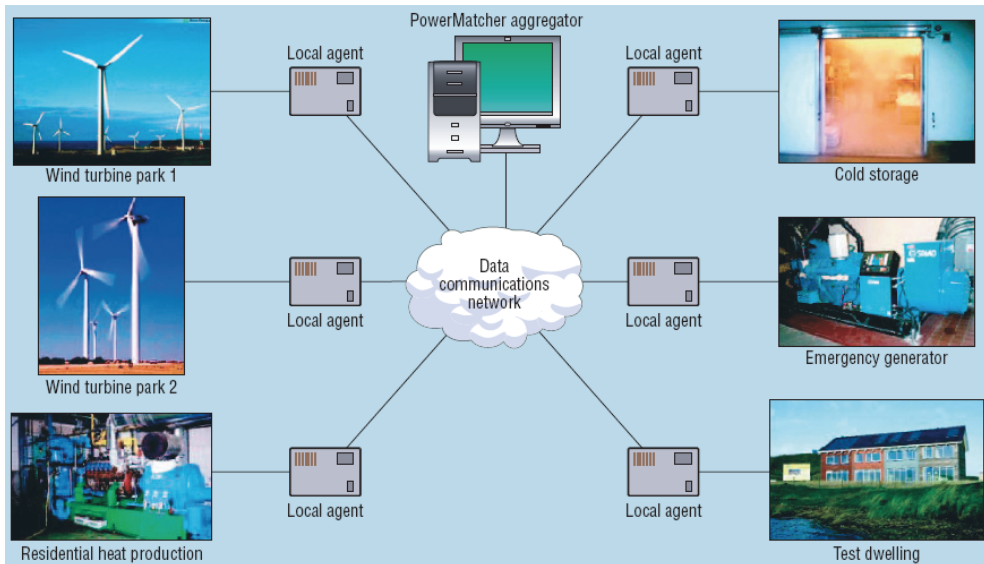 PowerMatcher aggregator
Local agent
Local agent
Wind turbine park 1
Cold storage
Data
communications
network
Local agent
Local agent
Wind turbine park 2
Emergency generator
Local agent
Local agent
Residential heat production
Test dwelling